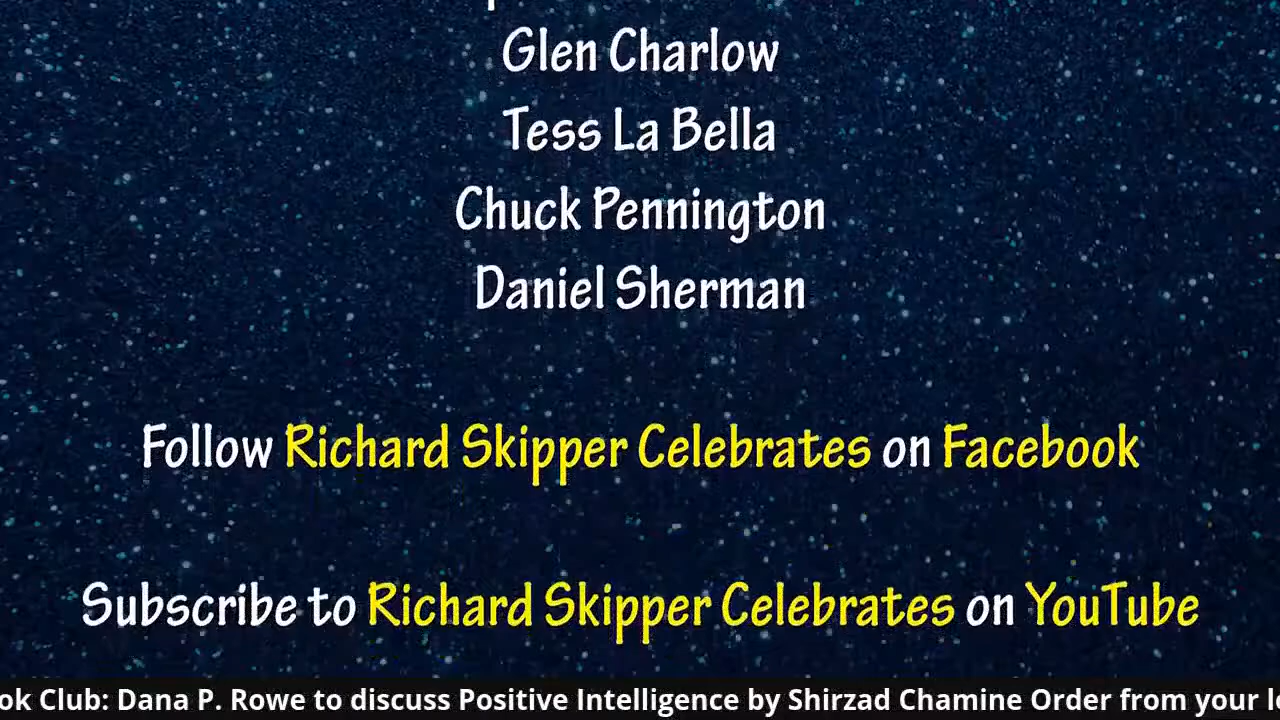 Glen Charlow
Tess La Bella
Chuck Pennington
Daniel Sherman
Follow Richard Skipper Celebrates on Facebook
Subscribe to Richard Skipper Celebrates on YouTube
ok Club: Dana P. Rowe to discuss Positive Intelligence by Shirzad Chamine Order from your l